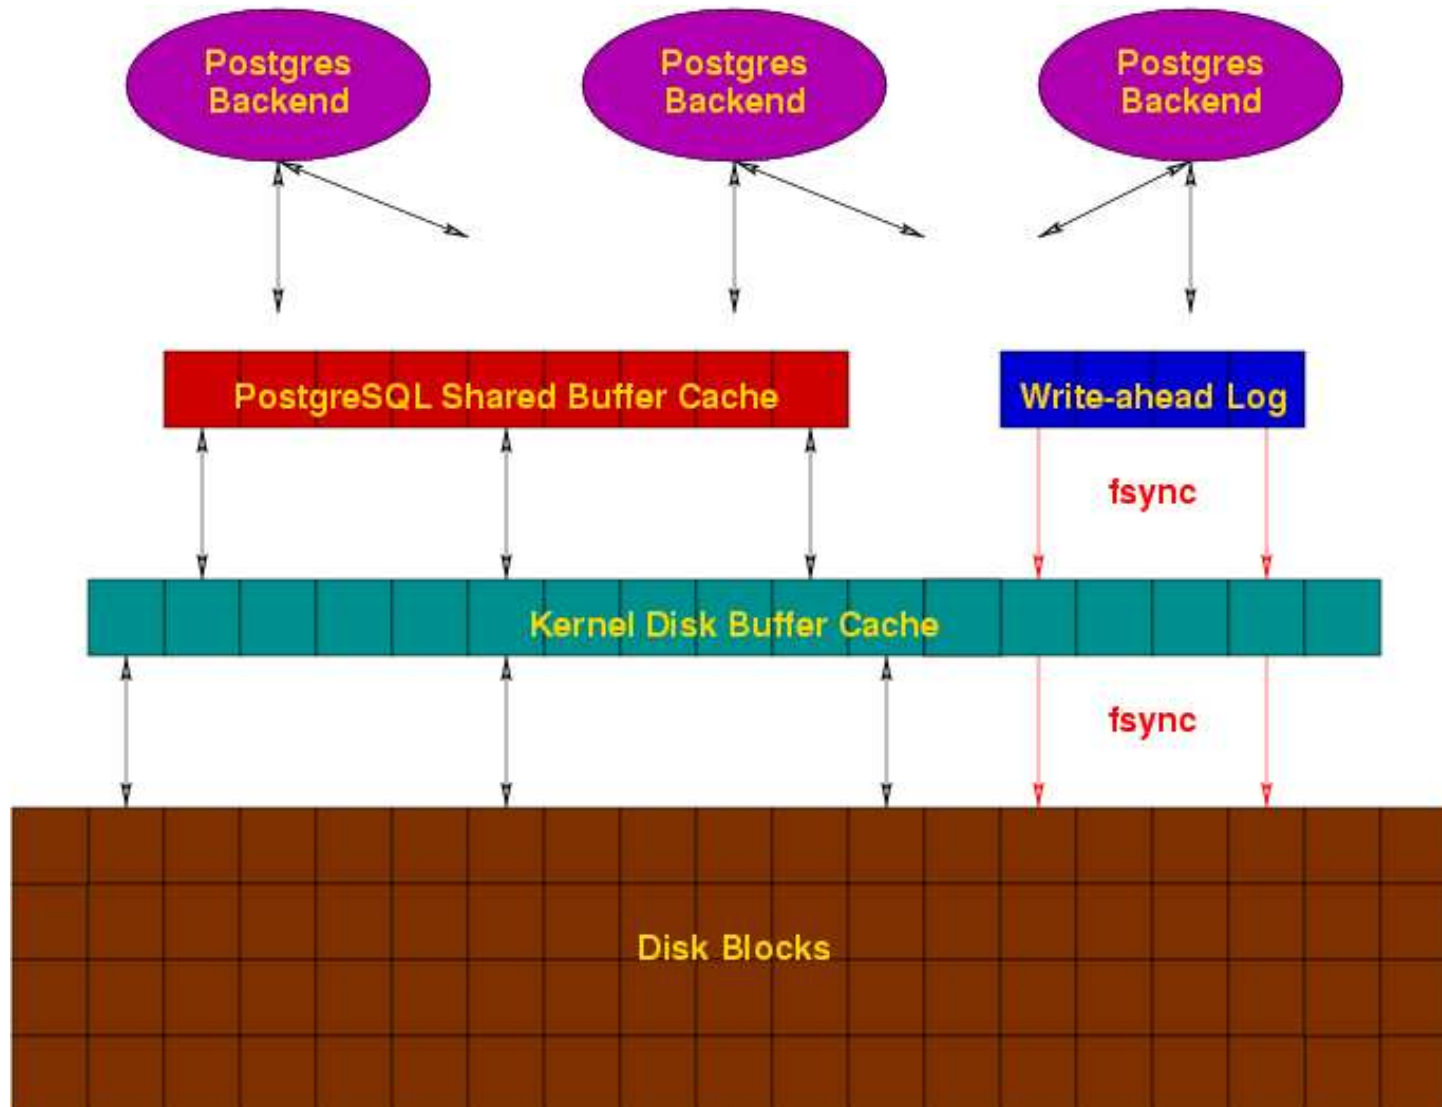 Postgres
Backend
Postgres
Backend
Postgres
Backend
PostgreSQL Shared Buffer Cache
Write-ahead Log
fsync
Kernel Disk Buffer Cache
fsync
Disk Blocks